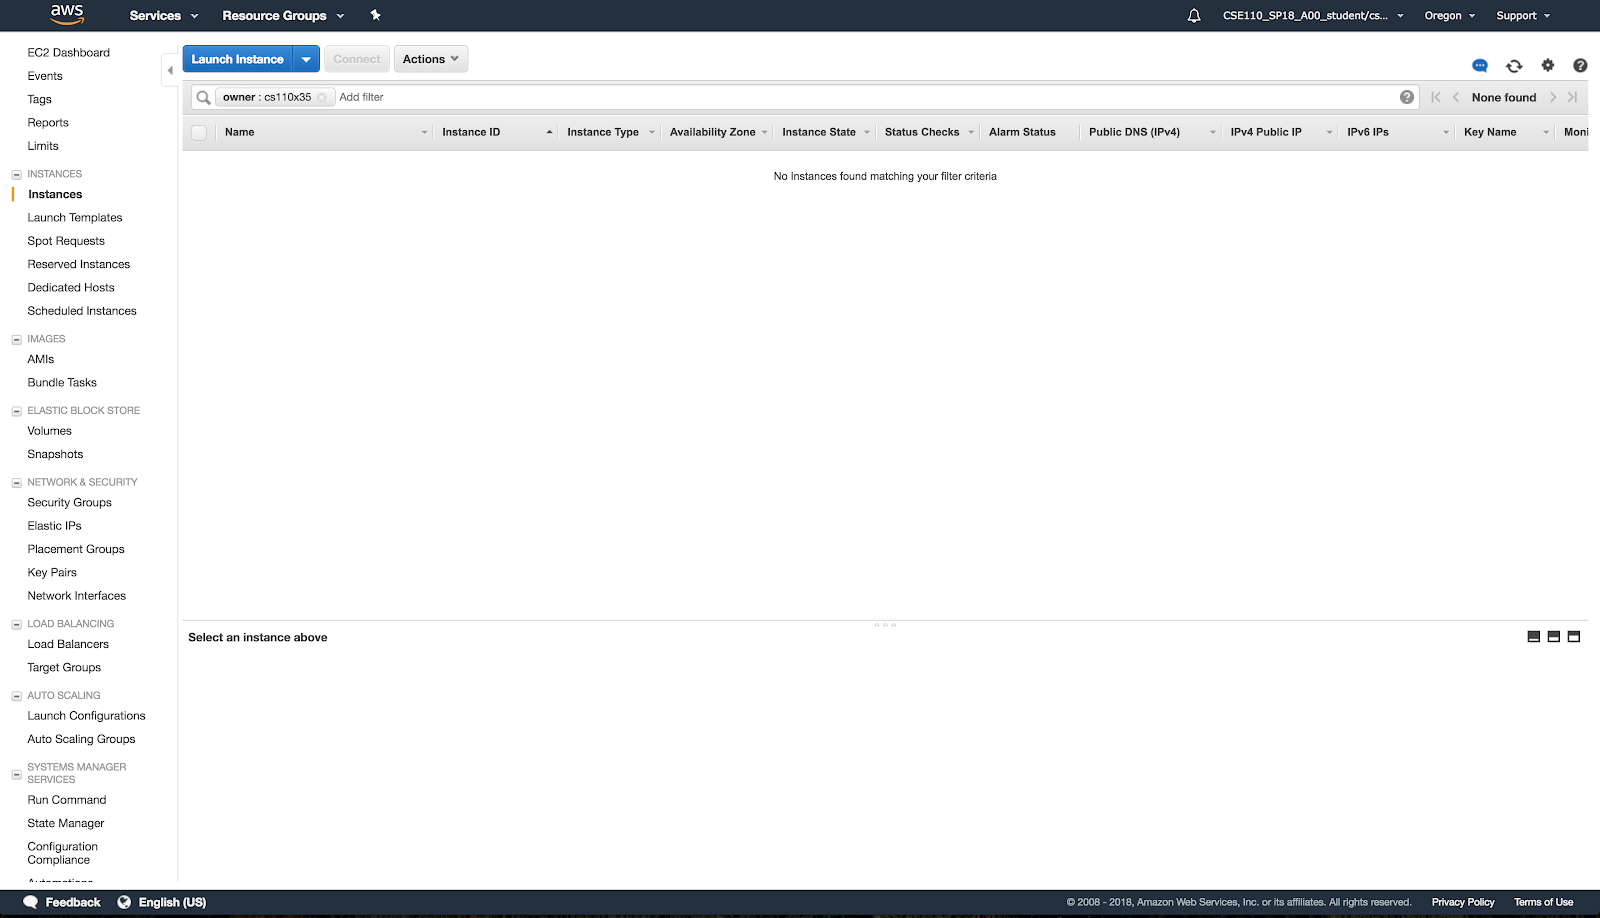 aws Services Resource Groups CSE110_SP18_A00_student/cs... Oregon Support
EC2 Dashboard
Events
Tags
Reports
Limits
INSTANCES
Instances
Launch Templates
Spot Requests
Reserved Instances
Dedicated Hosts
Scheduled Instances
IMAGES
AMIs
Bundle Tasks
ELASTIC BLOCK STORE
Volumes
Snapshots
NETWORK & SECURITY
Security Groups
Elastic IPs
Placement Groups
Key Pairs
Network Interfaces
LOAD BALANCING
Load Balancers
Target Groups
AUTO SCALING
Launch Configurations
Auto Scaling Groups
SYSTEMS MANAGER
SERVICES
Run Command
State Manager
Configuration
Compliance
Launch Instance Connect Actions
owner : cs110x35 Add filter None found
Name Instance ID Instance Type Availability Zone Instance State Status Checks Alarm Status Public DNS (IPv4) IPv4 Public IP IPv6 IPs Key Name Moni
No Instances found matching your filter criteria
Select an instance above
Feedback English (US) © 2008 - 2018, Amazon Web Services, Inc. or its affiliates. All rights reserved. Privacy Policy Terms of Use